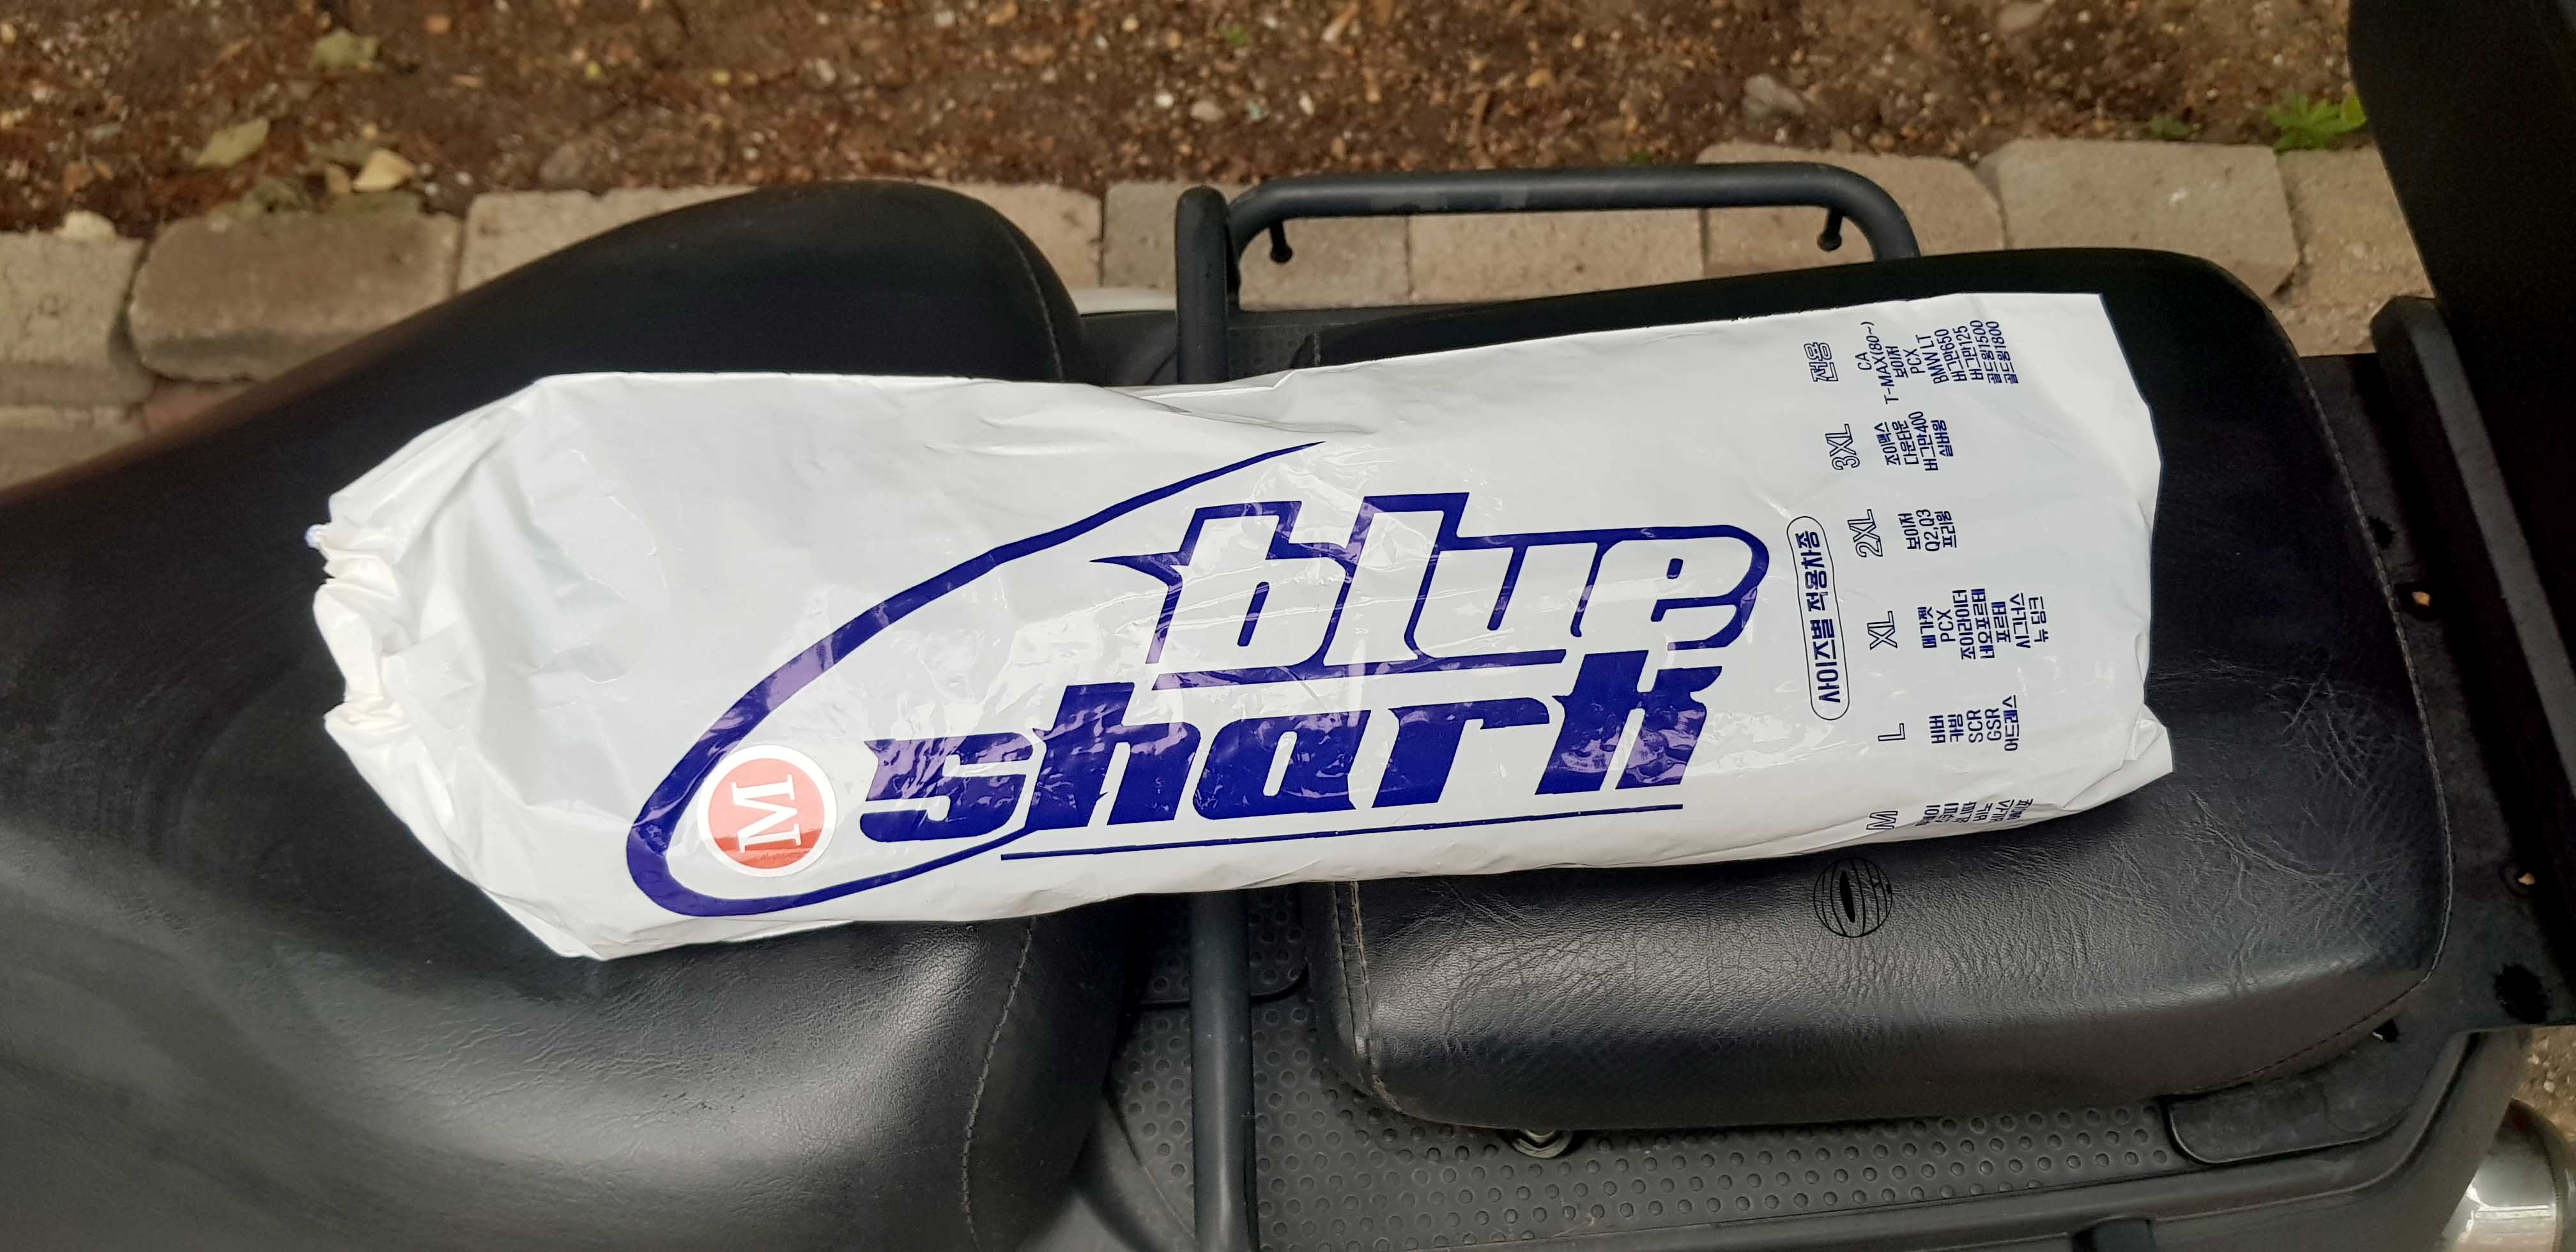 blue
shark
M
사이즈별 적용차종
M
L
비버
카빙
SCR
GSR
어드레스
XL
메가젯
PCX
조이라이더
네오포르테
포르테
시그너스
뉴딩크
2XL
보이저
Q2,Q3
프리윙
3XL
조이맥스
다운타운
버그만400
실버윙
전용
CA
T-MAX(80~)
보이저
PCX
BMW LT
버그만650
버그만125
골드윙1500
골드윙1800